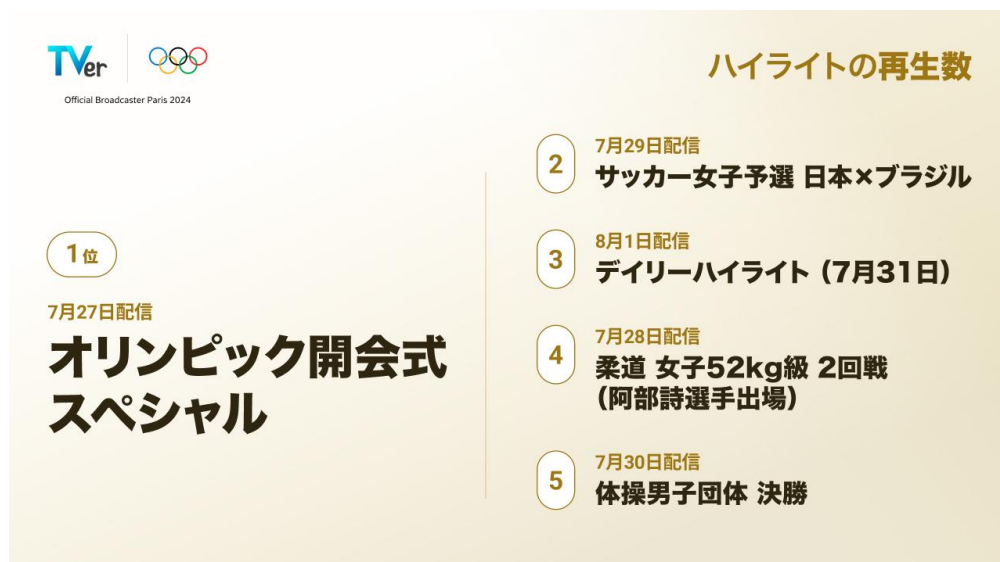 TVer
Official Broadcaster Paris 2024
ハイライトの再生数
1位
7月27日配信
オリンピック開会式
スペシャル
2
7月29日配信
サッカー女子予選 日本×ブラジル
3
8月1日配信
デイリーハイライト（7月31日）
4
7月28日配信
柔道 女子52kg級 2回戦
（阿部詩選手出場）
5
7月30日配信
体操男子団体 決勝